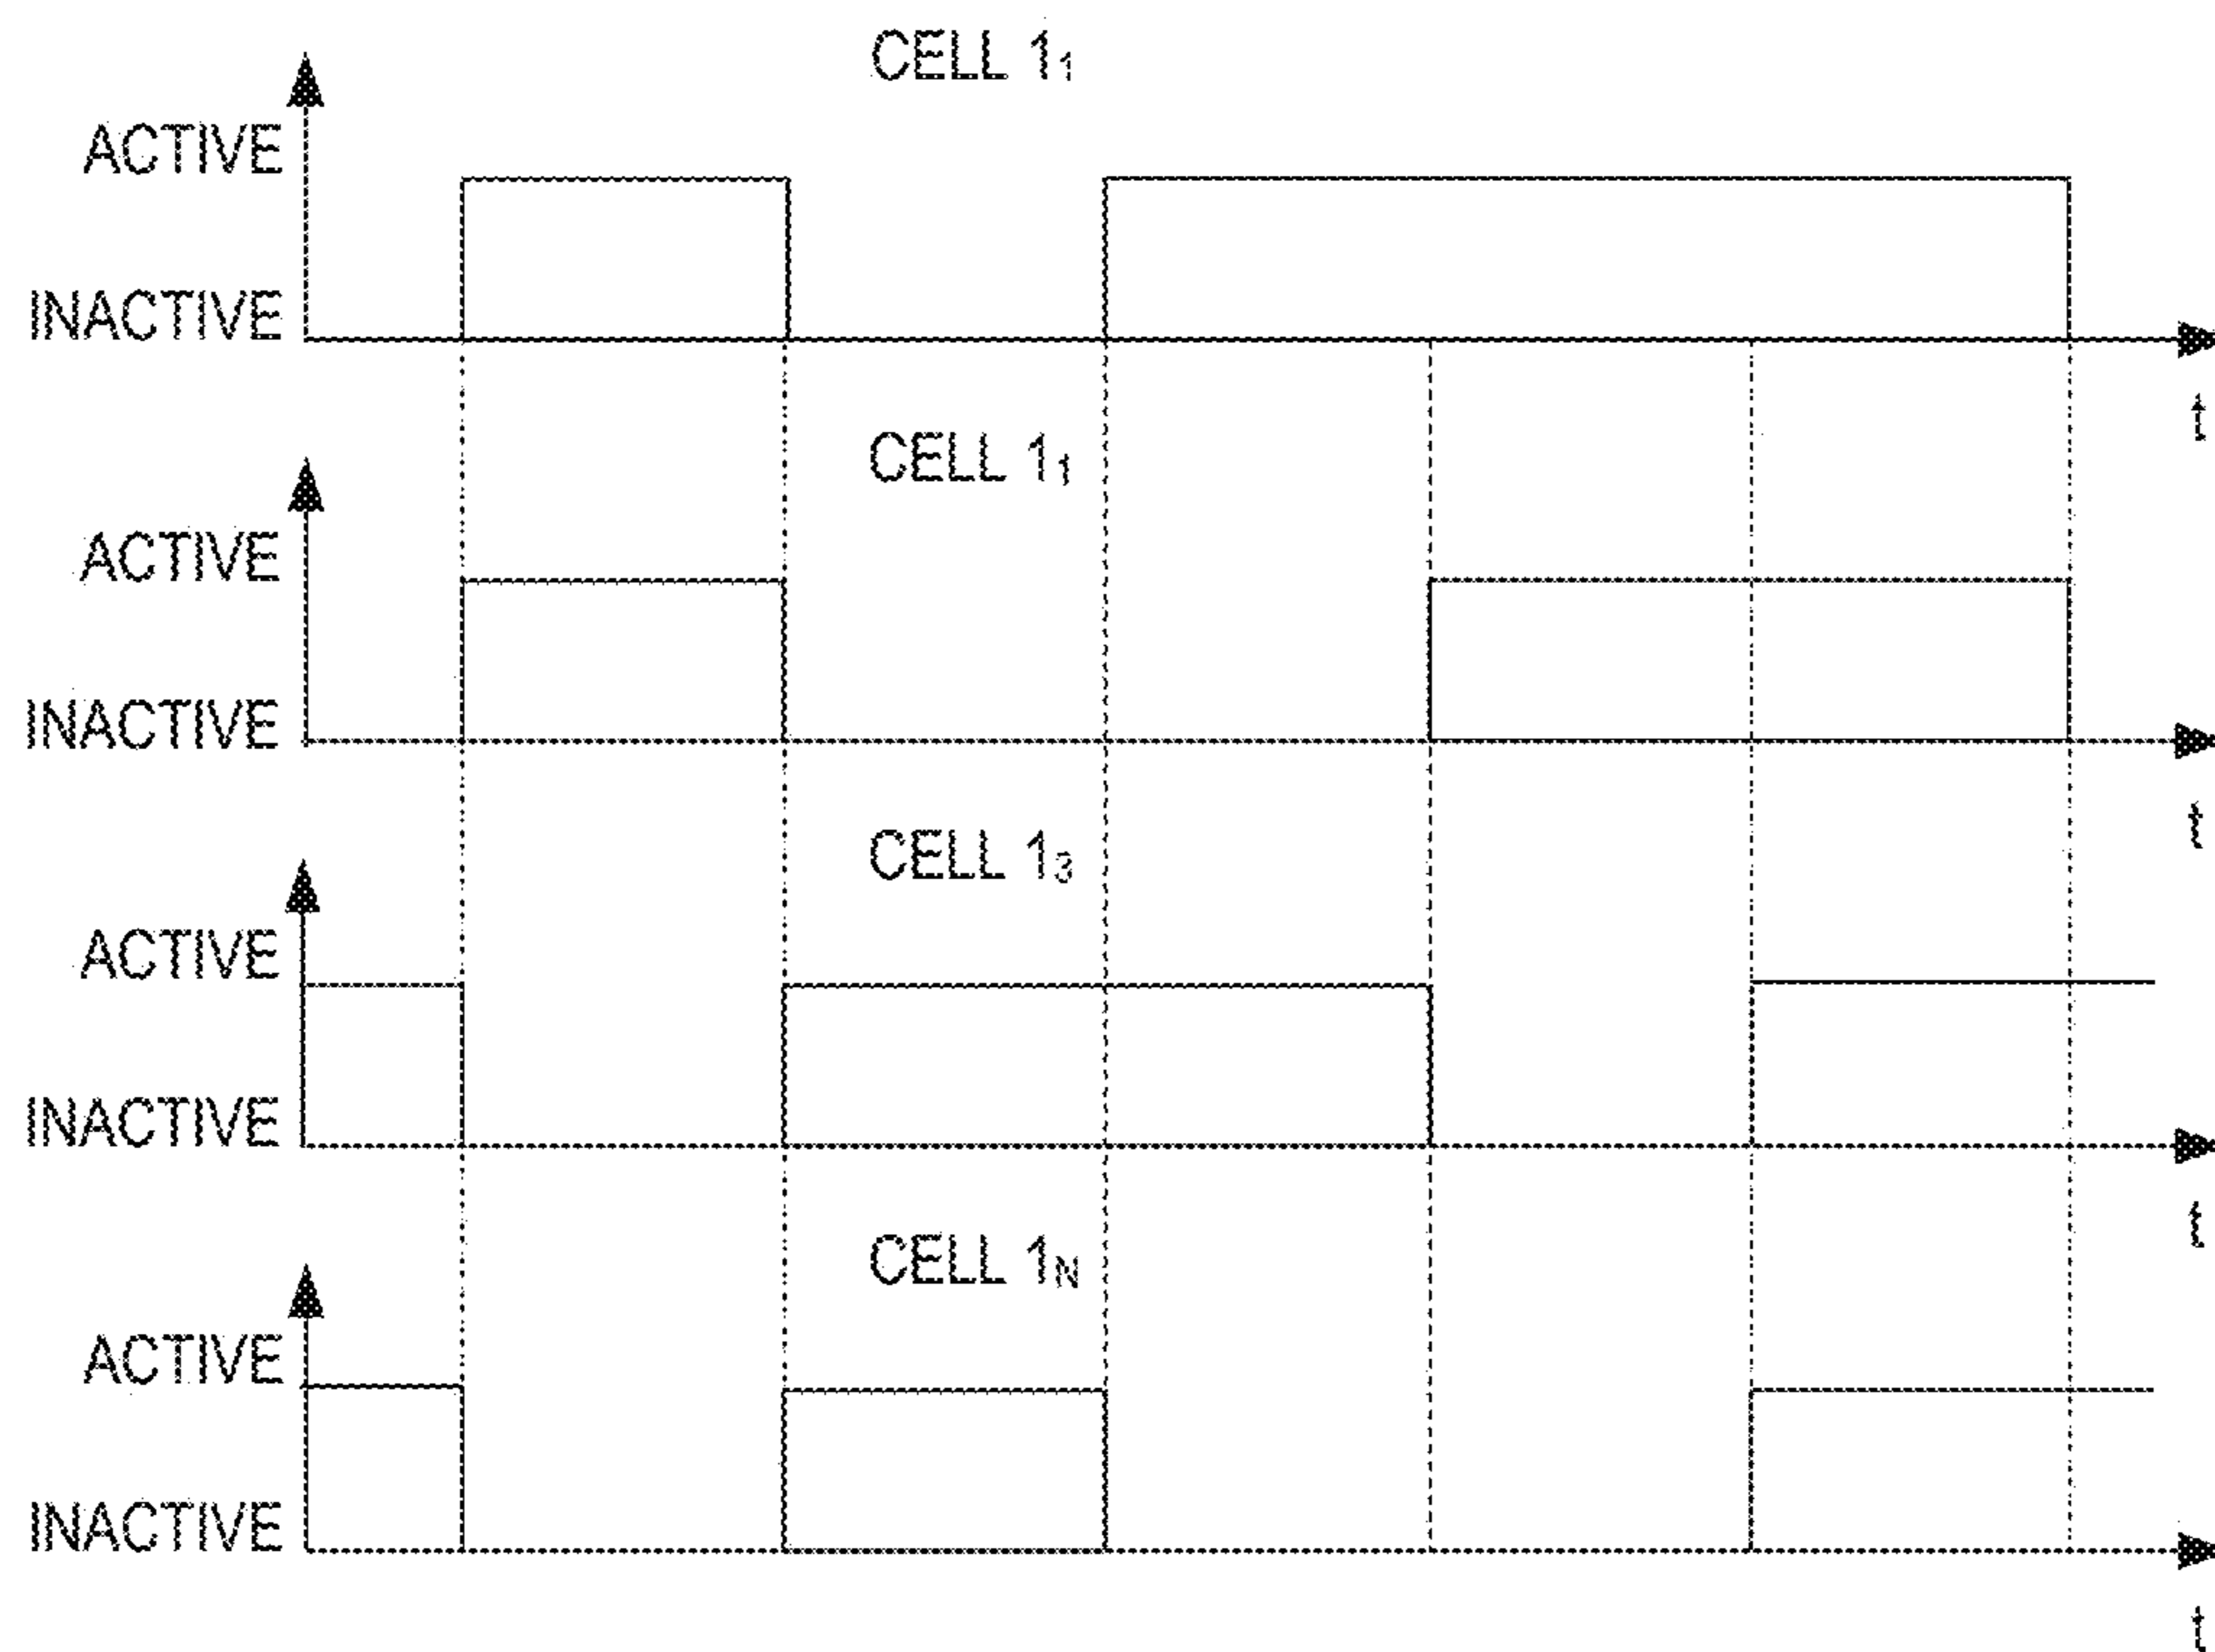 CELL 1₁
ACTIVE
INACTIVE
t
CELL 1₁
ACTIVE
INACTIVE
t
CELL 1₃
ACTIVE
INACTIVE
t
CELL 1ₙ
ACTIVE
INACTIVE
t